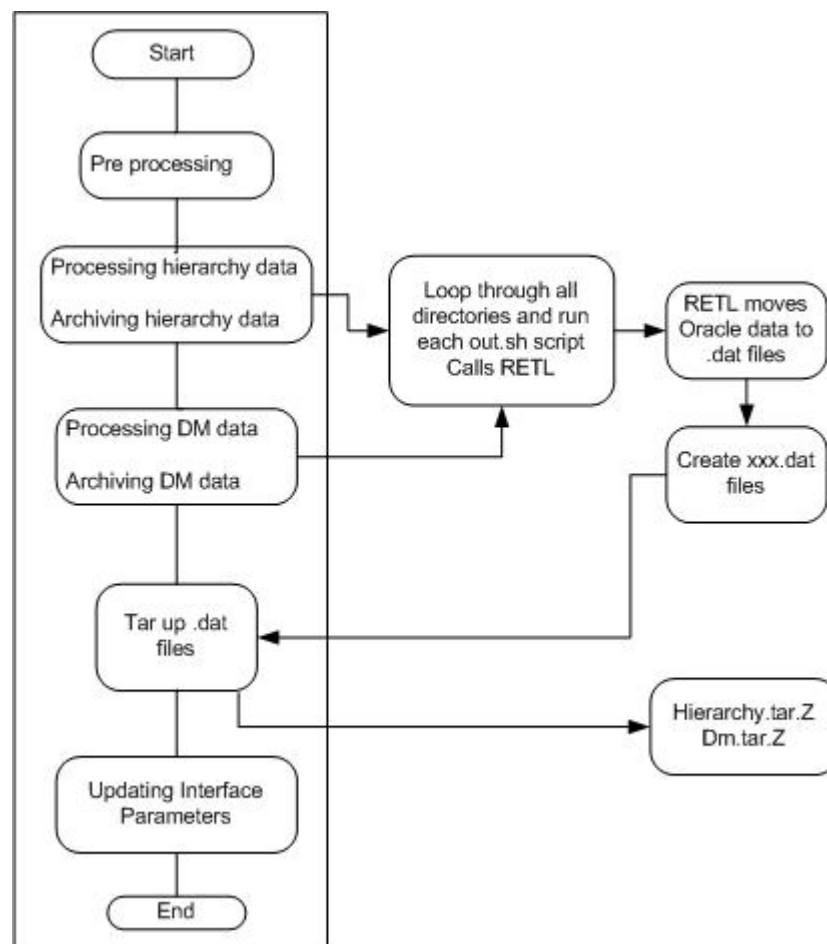 Start
Pre processing
Processing hierarchy data
Archiving hierarchy data
Loop through all
directories and run
each out.sh script
Calls RETL
RETL moves
Oracle data to
.dat files
Processing DM data
Archiving DM data
Create xxx.dat
files
Tar up .dat
files
Hierarchy.tar.Z
Dm.tar.Z
Updating Interface
Parameters
End